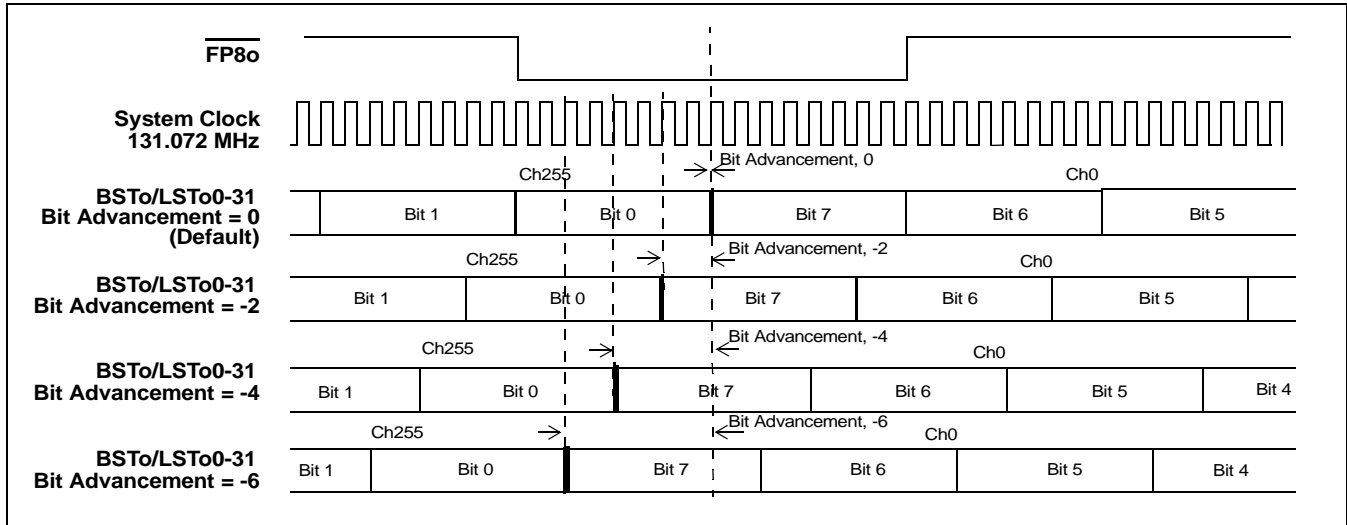 FP8o
System Clock
131.072 MHz
Bit Advancement, 0
Ch255
Ch0
BSTo/LSTo0-31
Bit Advancement = 0
(Default)
Bit 1
Bit 0
Bit 7
Bit 6
Bit 5
Bit Advancement, -2
Ch255
Ch0
BSTo/LSTo0-31
Bit Advancement = -2
Bit 1
Bit 0
Bit 7
Bit 6
Bit 5
Bit Advancement, -4
Ch255
Ch0
BSTo/LSTo0-31
Bit Advancement = -4
Bit 1
Bit 0
Bit 7
Bit 6
Bit 5
Bit 4
Bit Advancement, -6
Ch255
Ch0
BSTo/LSTo0-31
Bit Advancement = -6
Bit 1
Bit 0
Bit 7
Bit 6
Bit 5
Bit 4